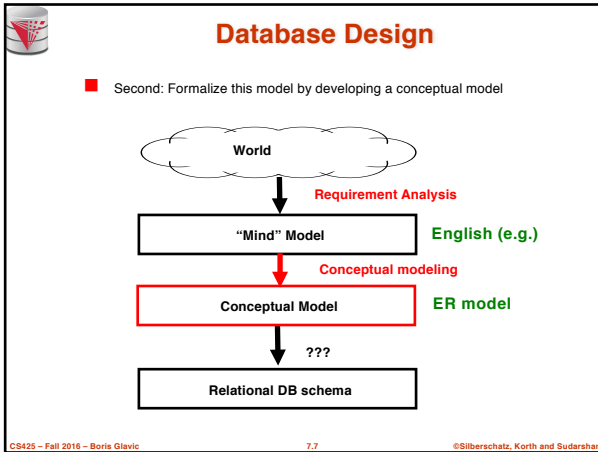 Database Design
Second: Formalize this model by developing a conceptual model
World
Requirement Analysis
“Mind” Model
English (e.g.)
Conceptual modeling
Conceptual Model
ER model
???
Relational DB schema
CS425 – Fall 2016 – Boris Glavic
7.7
©Silberschatz, Korth and Sudarshan